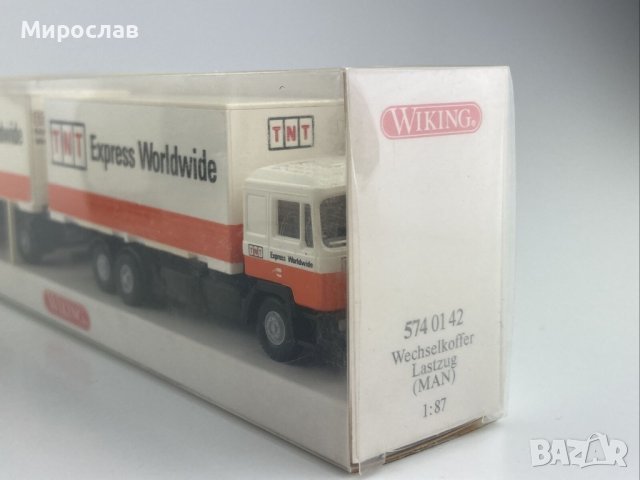 Мирослав
WIKING®
TNT Express Worldwide
TNT
TNT Express Worldwide
WIKING
574 01 42
Wechselkoffer
Lastzug
(MAN)
1:87
BAZAR